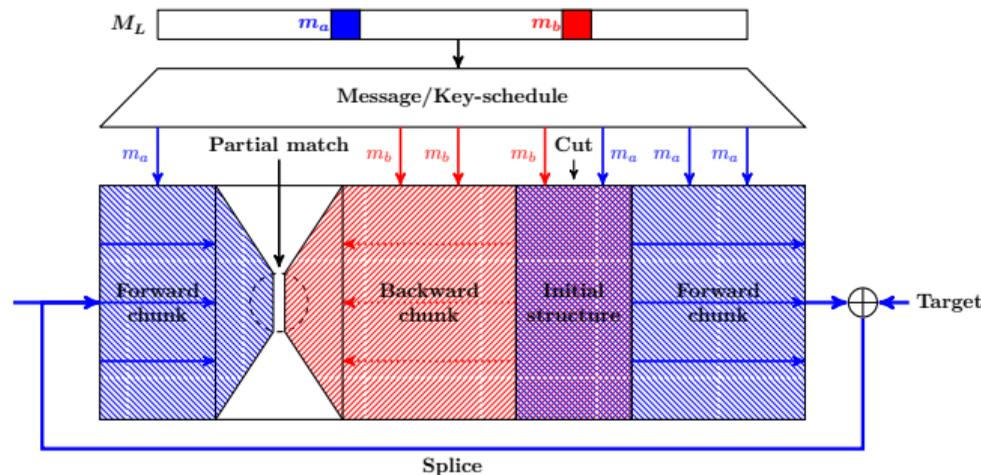 M_L m_a m_b
Message/Key-schedule
m_a Partial match m_b m_b m_b Cut m_a m_a m_a
Forward
chunk
Backward
chunk
Initial
structure
Forward
chunk
Target
Splice